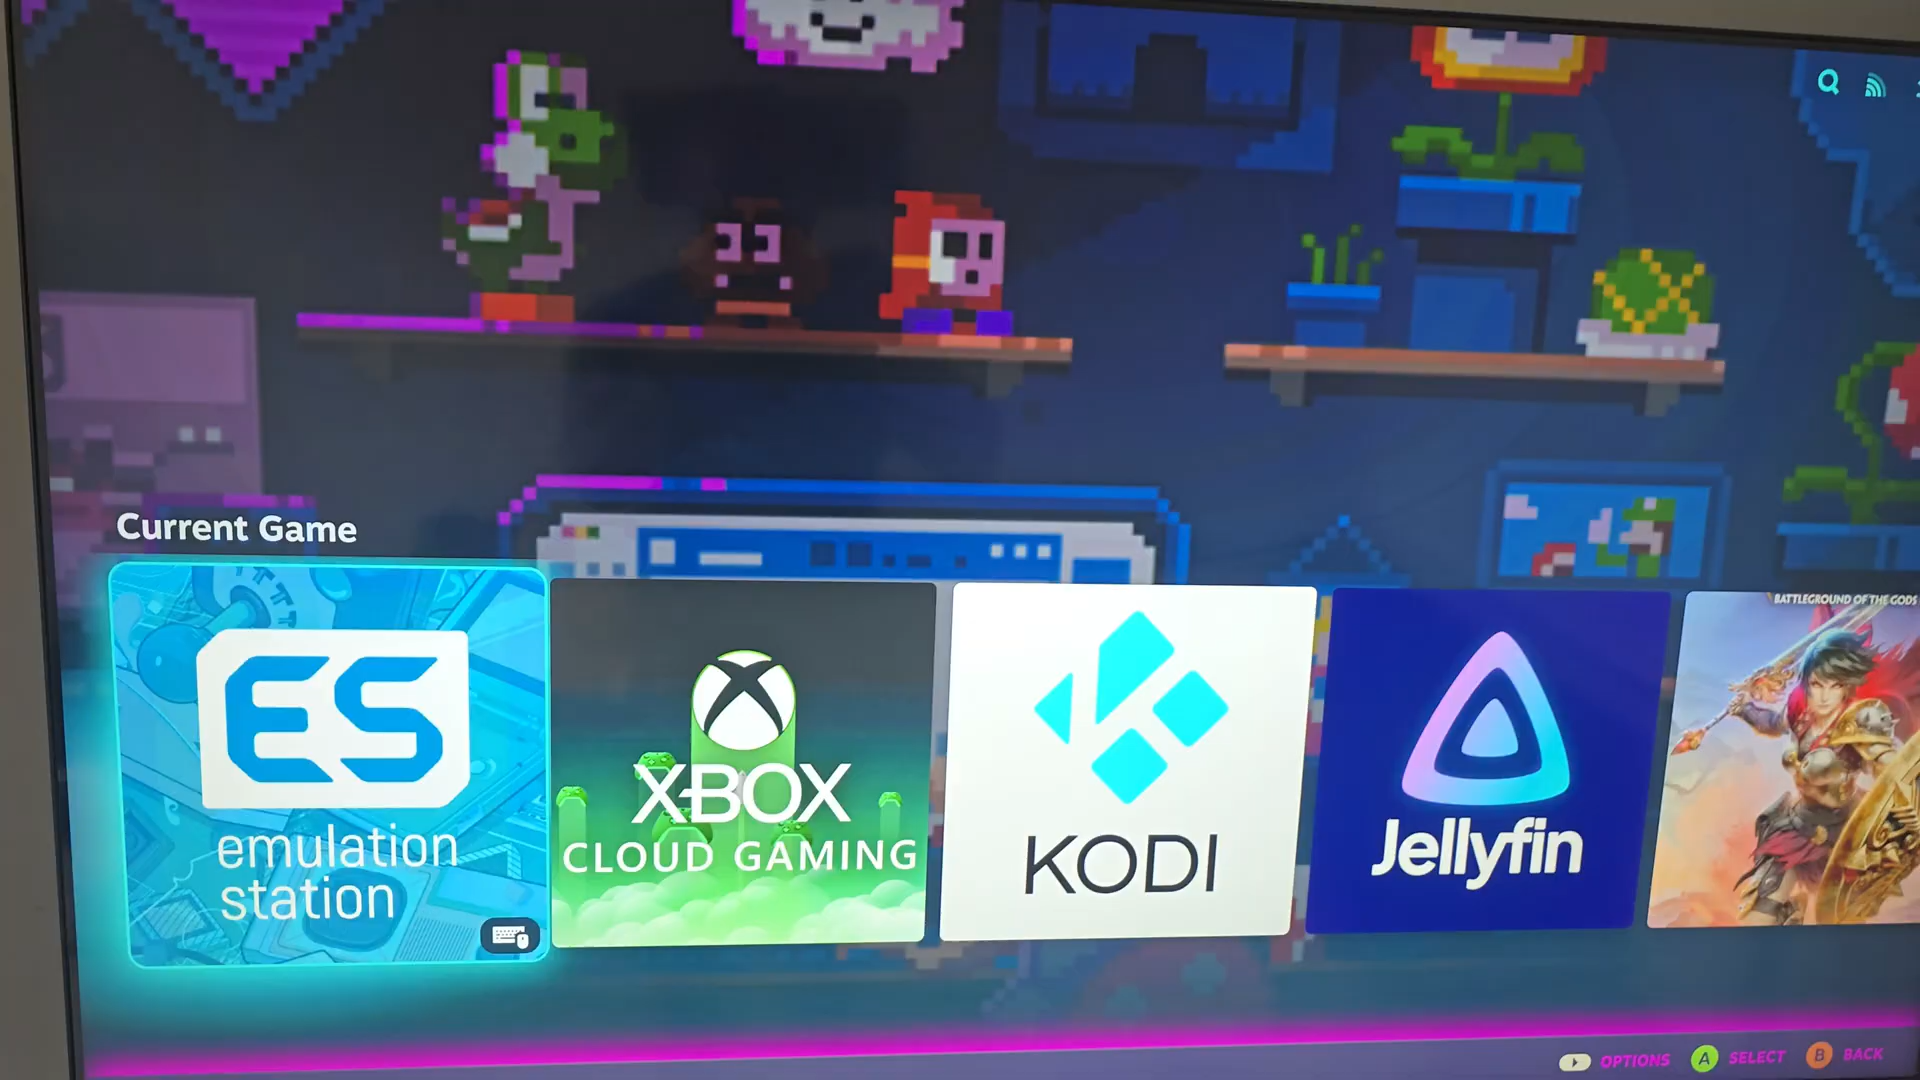 Current Game
ES
emulation
station
XBOX
CLOUD GAMING
KODI
Jellyfin
BATTLEGROUND OF THE GODS
OPTIONS
A SELECT
B BACK